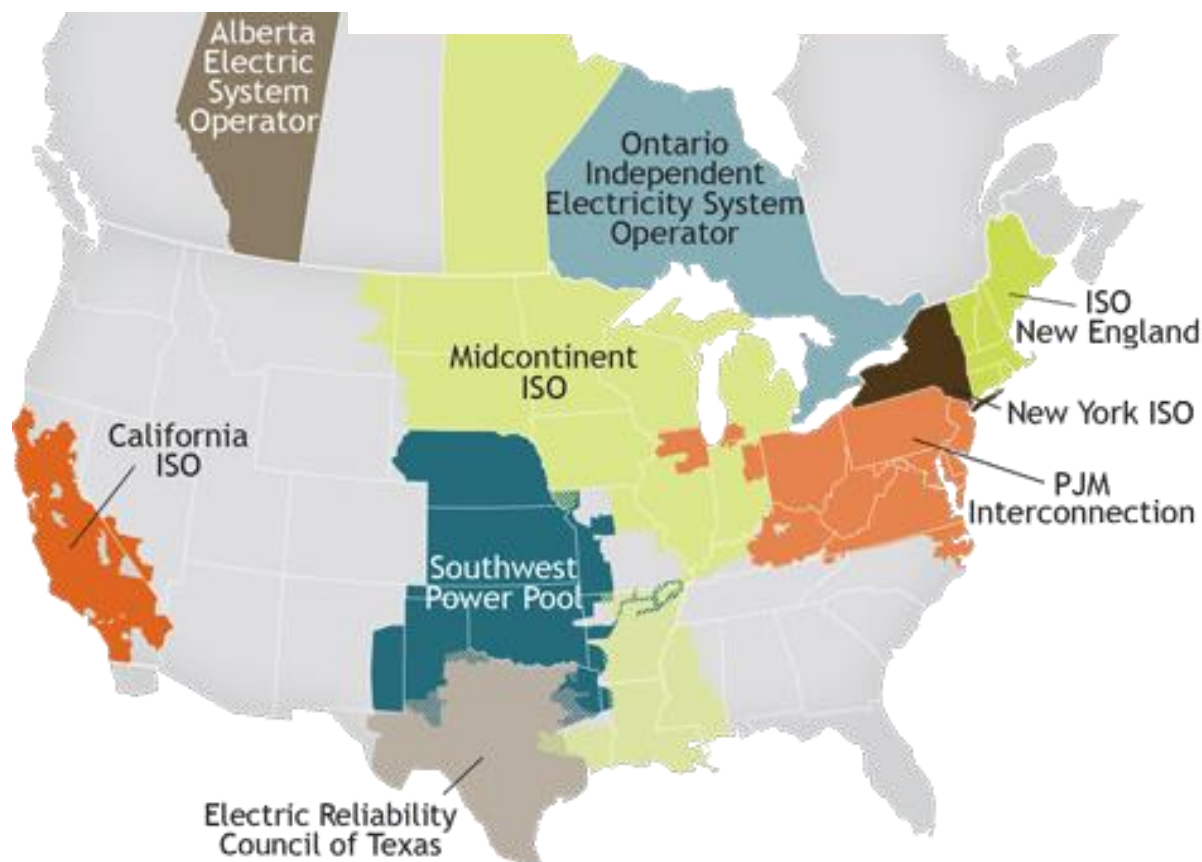 Alberta
Electric
System
Operator
Ontario
Independent
Electricity System
Operator
ISO
New England
Midcontinent
ISO
New York ISO
California
ISO
PJM
Interconnection
Southwest
Power Pool
Electric Reliability
Council of Texas